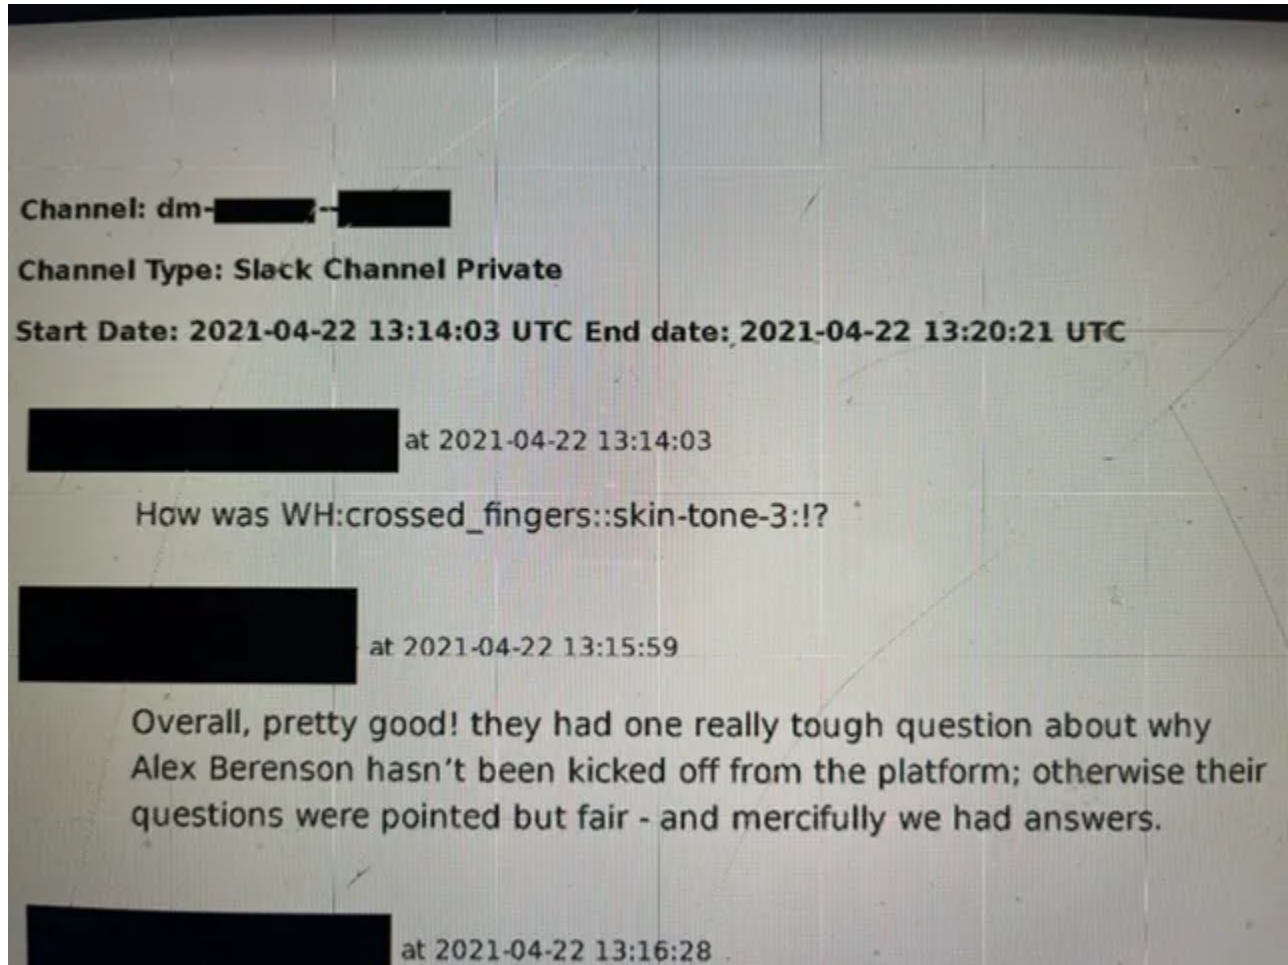 Channel: dm- --
Channel Type: Slack Channel Private
Start Date: 2021-04-22 13:14:03 UTC End date: 2021-04-22 13:20:21 UTC
at 2021-04-22 13:14:03
How was WH:crossed_fingers::skin-tone-3:!?
at 2021-04-22 13:15:59
Overall, pretty good! they had one really tough question about why
Alex Berenson hasn't been kicked off from the platform; otherwise their
questions were pointed but fair - and mercifully we had answers.
at 2021-04-22 13:16:28